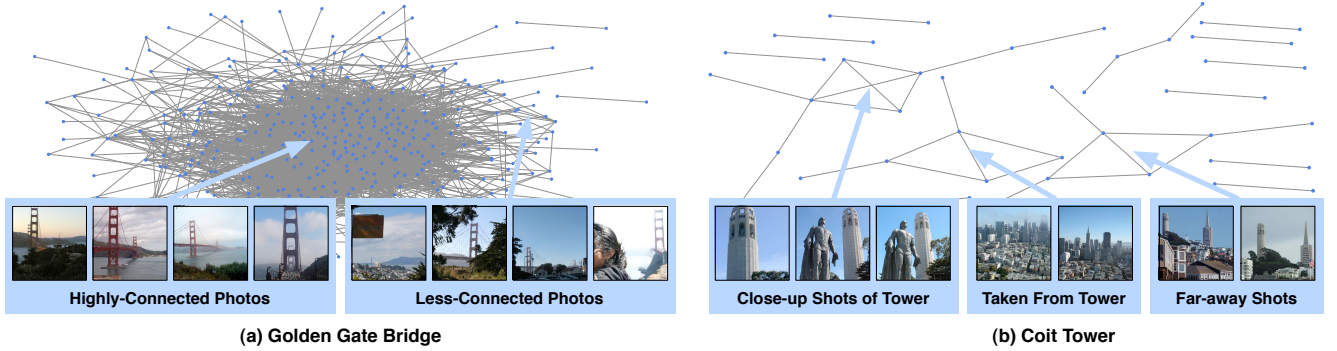 Highly-Connected Photos
Less-Connected Photos
Close-up Shots of Tower
Taken From Tower
Far-away Shots
(a) Golden Gate Bridge
(b) Coit Tower